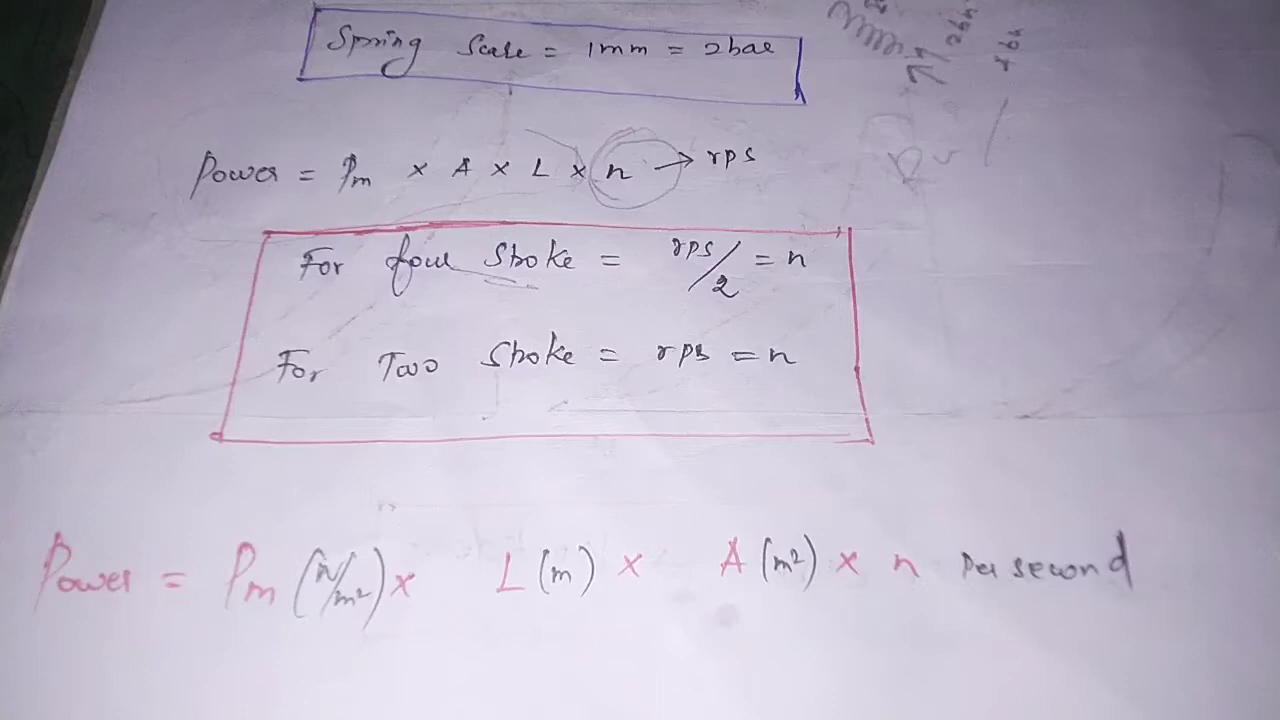 Spring Scale = 1mm = 2bar
Power = Pm × A × L × n → rps
For four Stroke = rps/2 = n
For Two Stroke = rps = n
Power = Pm (N/m²) × L (m) × A (m²) × n Per second